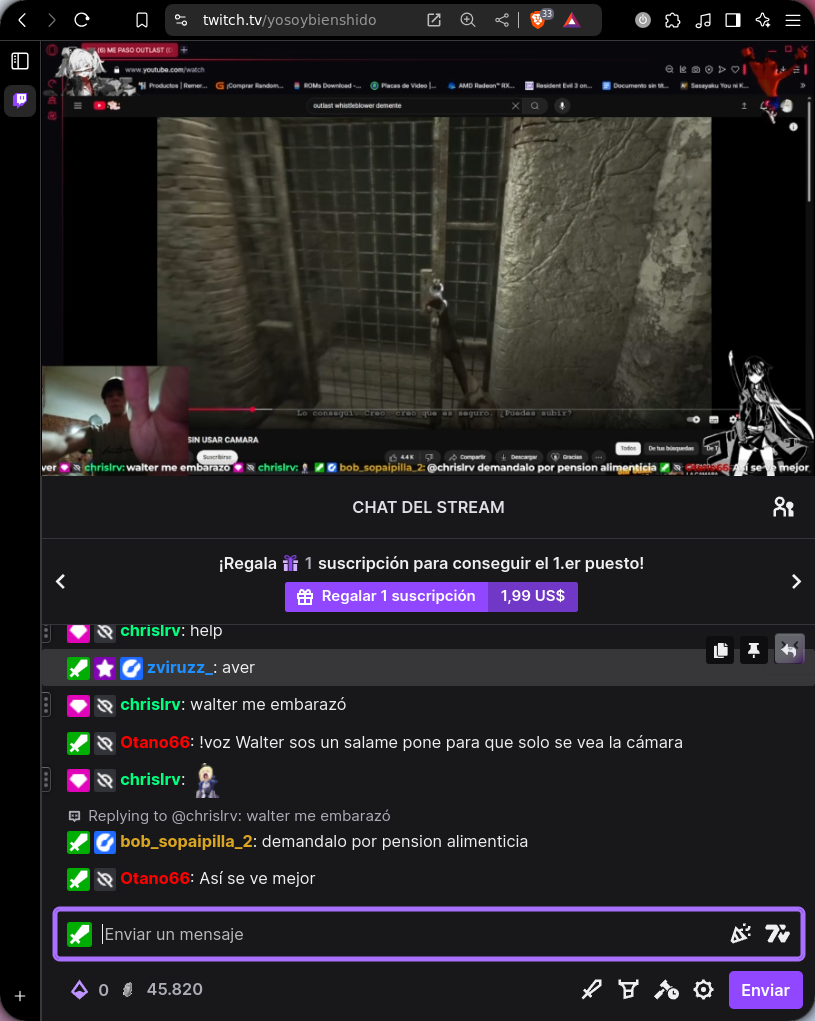 twitch.tv/yosoybienshido
33
(6) ME PASO OUTLAST
www.youtube.com/watch
Productos | Remer...
¡Comprar Random...
ROMs Download –...
Placas de Video |...
AMD Radeon™ RX...
Resident Evil 3 on...
Documento sin tít...
Sasayaku You ni K...
outlast whistleblower demente
Lo conseguí. Creo, creo que es seguro. ¿Puedes subir?
SIN USAR CAMARA
Suscribirse
4.4 K
Compartir
Descargar
Gracias
Todos
De tus búsquedas
De T
ver chrislrv: walter me embarazó chrislrv: bob_sopaipilla_2: @chrislrv demandalo por pension alimenticia Otano66: Así se ve mejor
CHAT DEL STREAM
¡Regala 1 suscripción para conseguir el 1.er puesto!
Regalar 1 suscripción 1,99 US$
chrislrv: help
zviruzz_: aver
chrislrv: walter me embarazó
Otano66: !voz Walter sos un salame pone para que solo se vea la cámara
chrislrv:
Replying to @chrislrv: walter me embarazó
bob_sopaipilla_2: demandalo por pension alimenticia
Otano66: Así se ve mejor
Enviar un mensaje
0 45.820
Enviar